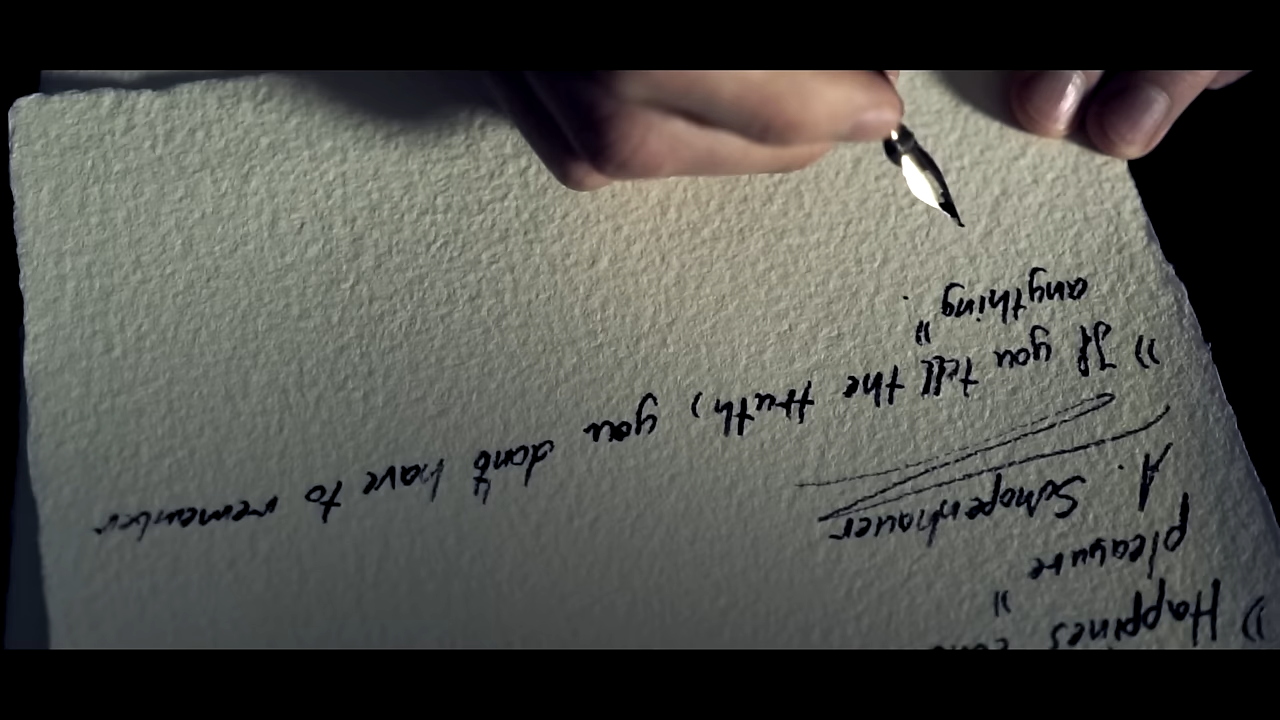 "Happines
pleasure"
A. Schopenhauer
"If you tell the truth, you don't have to remember
anything".